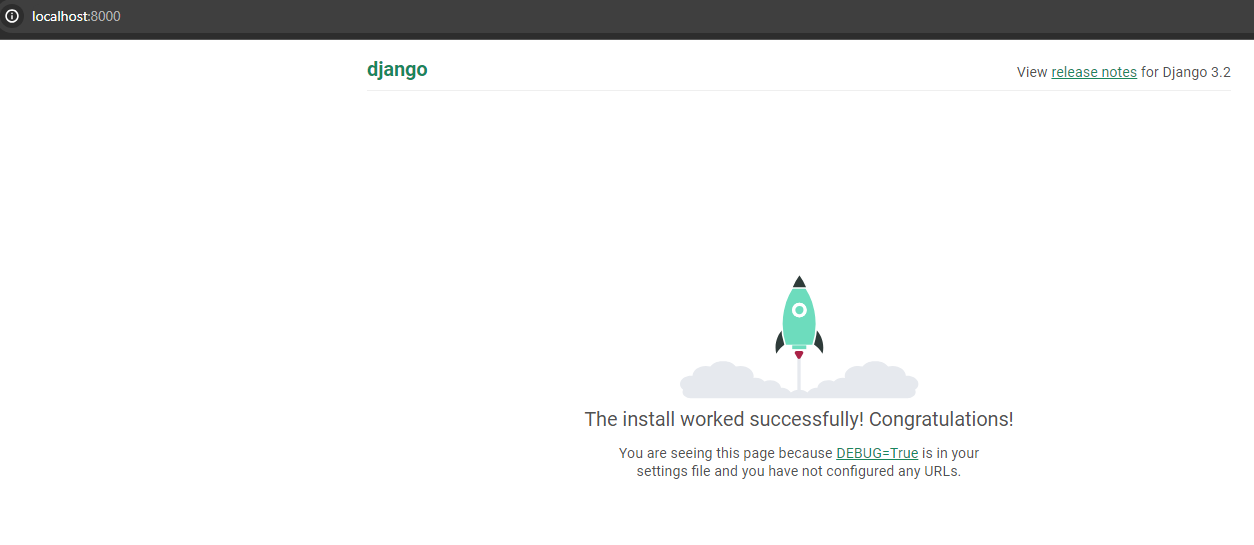 localhost:8000
django
View release notes for Django 3.2
The install worked successfully! Congratulations!
You are seeing this page because DEBUG=True is in your
settings file and you have not configured any URLs.